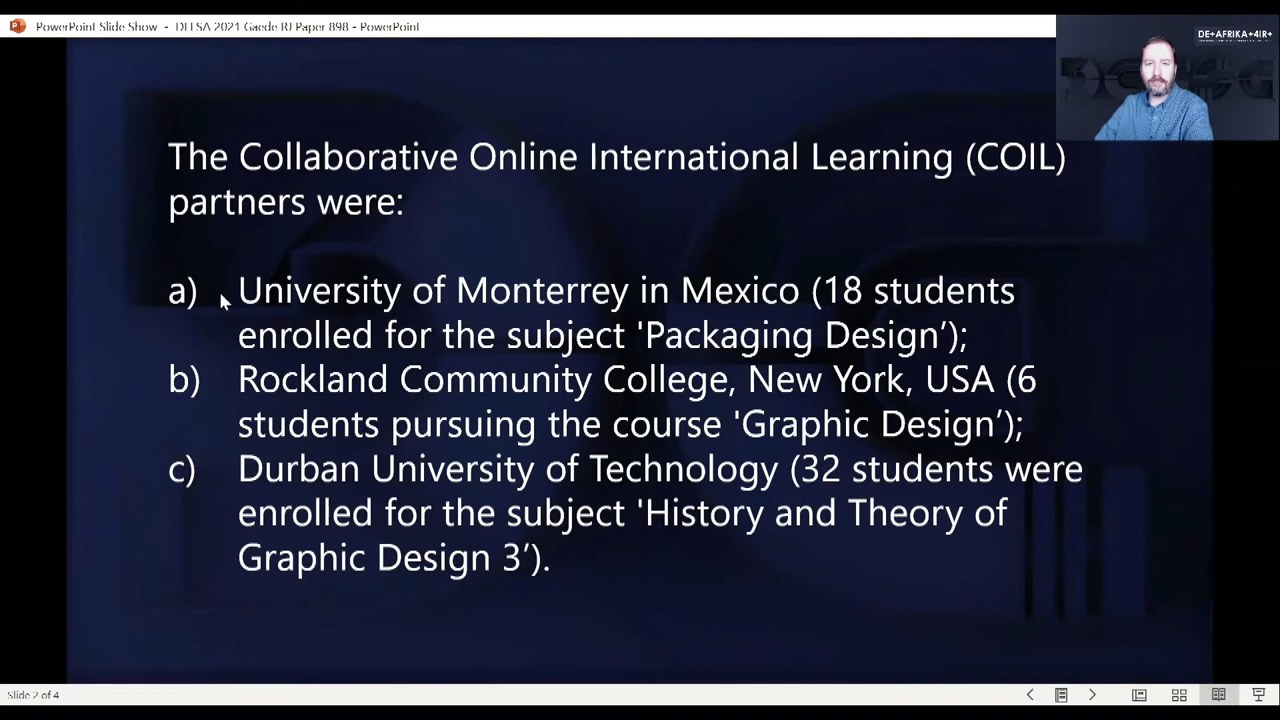 PowerPoint Slide Show - DEFSA 2021 Gaede RJ Paper 898 - PowerPoint
DE+AFRIKA+4IR+
The Collaborative Online International Learning (COIL)
partners were:
a) University of Monterrey in Mexico (18 students
enrolled for the subject 'Packaging Design’);
b) Rockland Community College, New York, USA (6
students pursuing the course 'Graphic Design’);
c) Durban University of Technology (32 students were
enrolled for the subject 'History and Theory of
Graphic Design 3’).
Slide 2 of 4